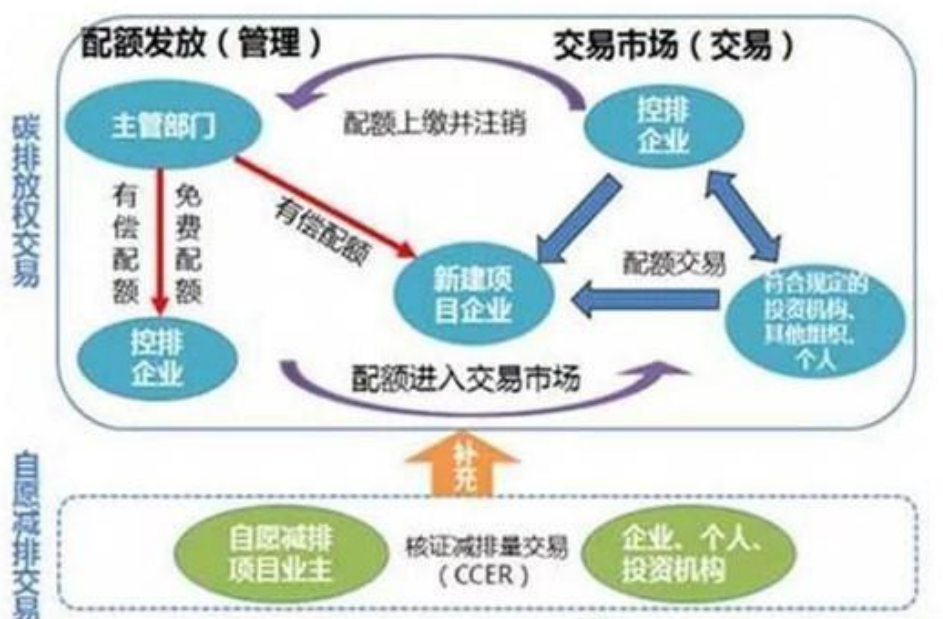 配额发放（管理）
交易市场（交易）
碳排放权交易
主管部门
配额上缴并注销
控排
企业
有偿配额
免费配额
有偿配额
新建项
目企业
配额交易
符合规定的
投资机构、
其他组织、
个人
控排
企业
配额进入交易市场
补充
自愿减排交易
自愿减排
项目业主
核证减排量交易
（CCER）
企业、个人、
投资机构